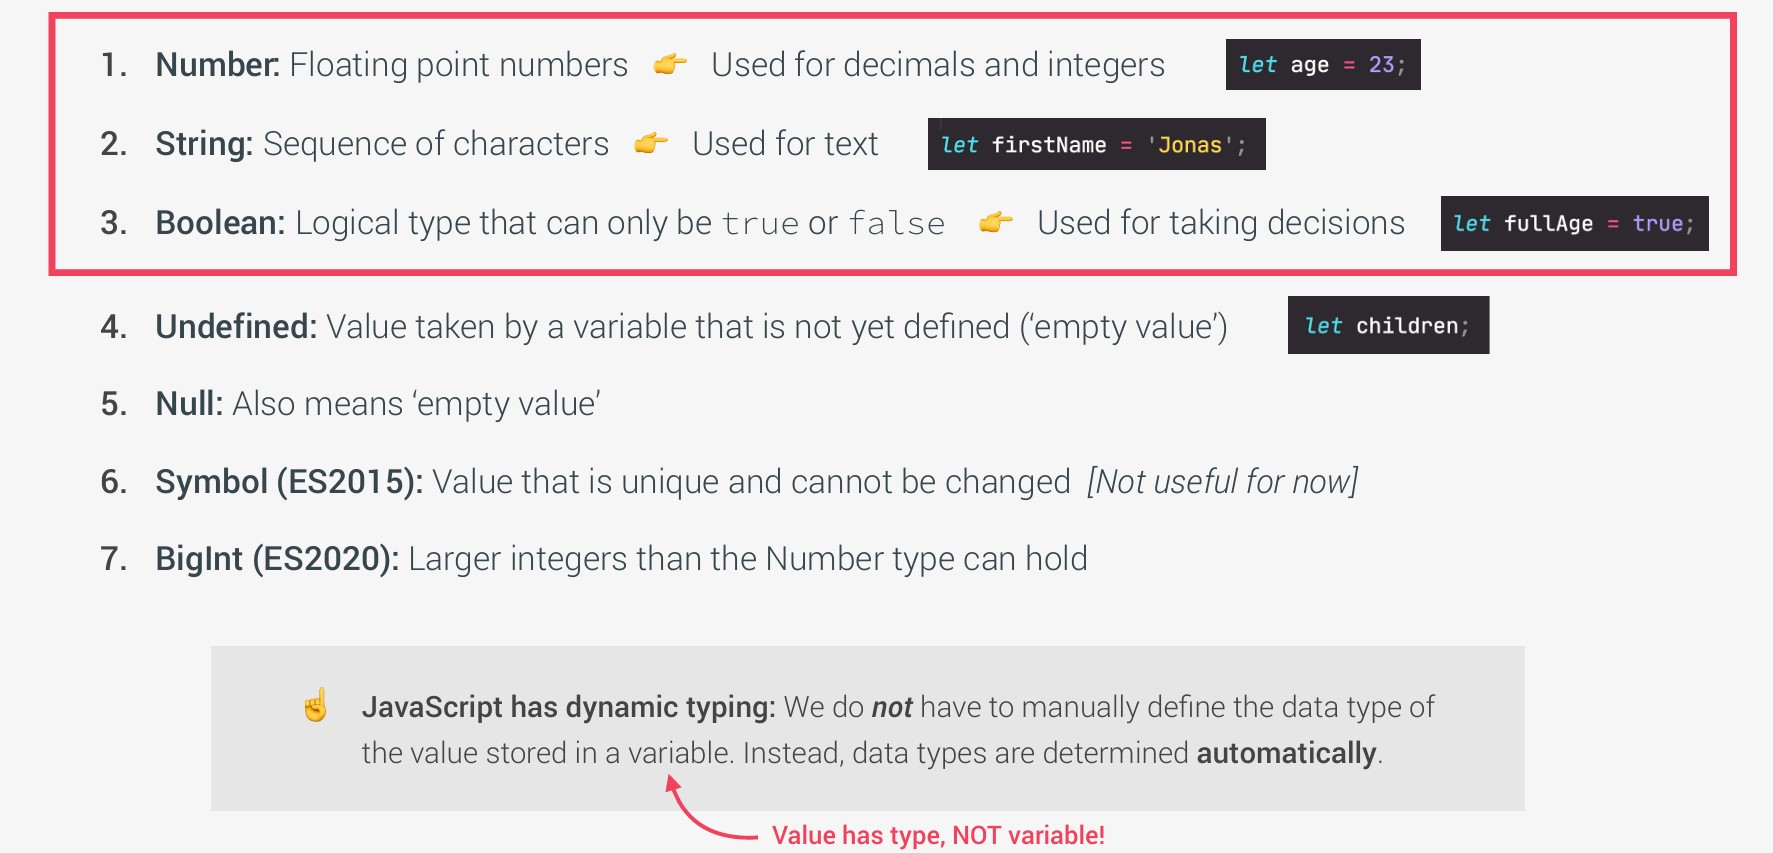 1. Number: Floating point numbers 👉 Used for decimals and integers let age = 23;
2. String: Sequence of characters 👉 Used for text let firstName = 'Jonas';
3. Boolean: Logical type that can only be true or false 👉 Used for taking decisions let fullAge = true;
4. Undefined: Value taken by a variable that is not yet defined (‘empty value’) let children;
5. Null: Also means ‘empty value’
6. Symbol (ES2015): Value that is unique and cannot be changed [Not useful for now]
7. BigInt (ES2020): Larger integers than the Number type can hold
☝️ JavaScript has dynamic typing: We do not have to manually define the data type of
the value stored in a variable. Instead, data types are determined automatically.
Value has type, NOT variable!